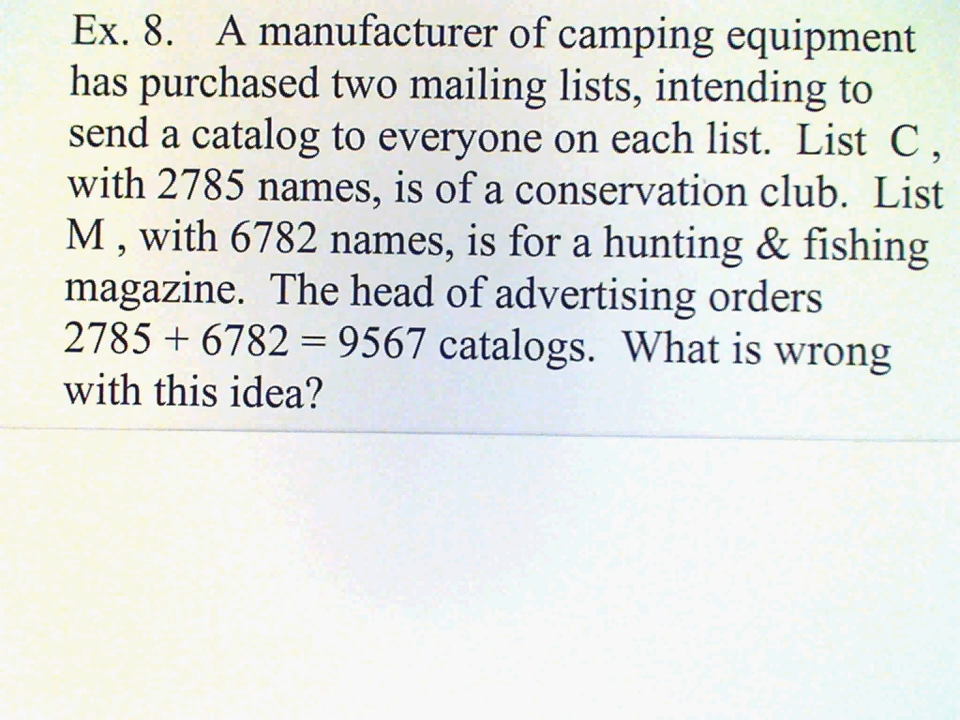 Ex. 8. A manufacturer of camping equipment
has purchased two mailing lists, intending to
send a catalog to everyone on each list. List C ,
with 2785 names, is of a conservation club. List
M , with 6782 names, is for a hunting & fishing
magazine. The head of advertising orders
2785 + 6782 = 9567 catalogs. What is wrong
with this idea?